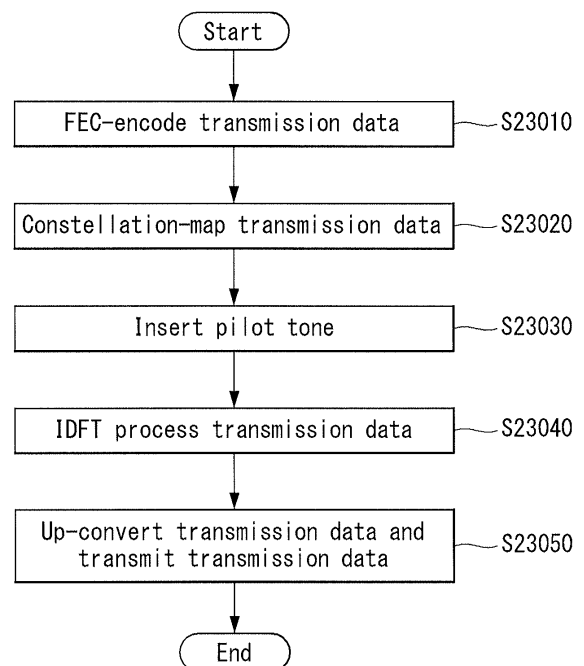 Start
FEC-encode transmission data
S23010
Constellation-map transmission data
S23020
Insert pilot tone
S23030
IDFT process transmission data
S23040
Up-convert transmission data and
transmit transmission data
S23050
End